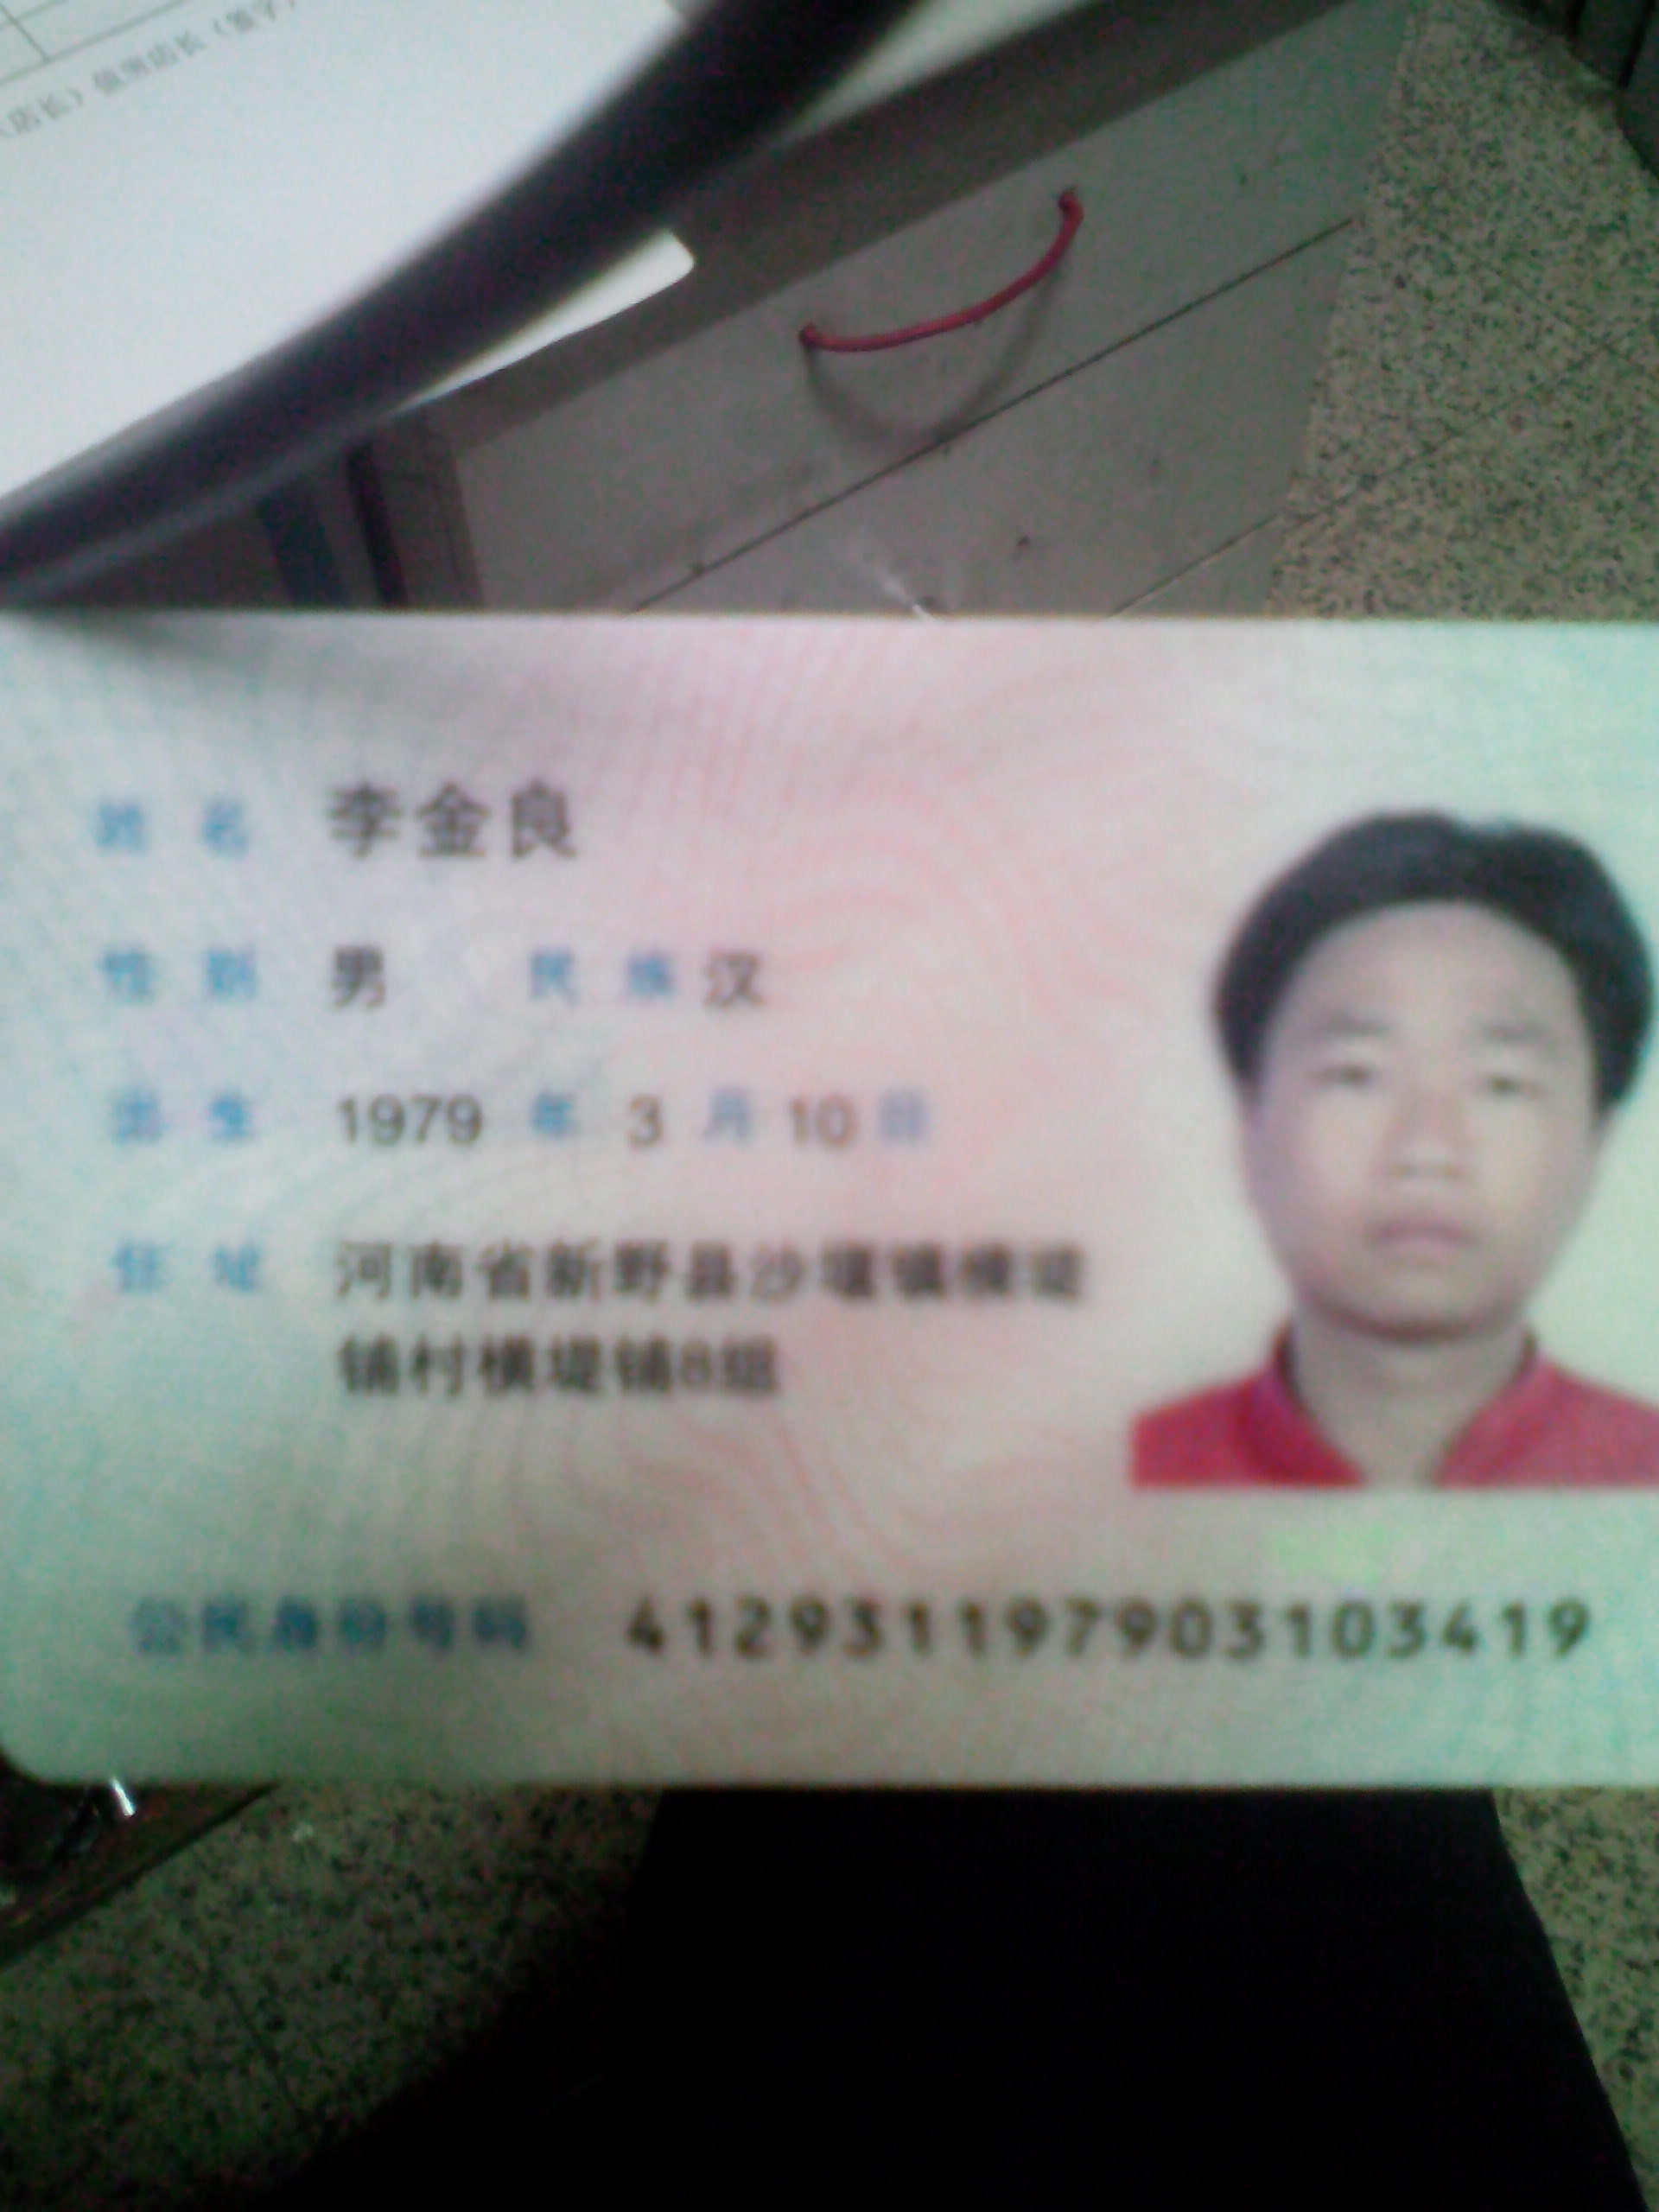 (店长) 值班店长(签字)
姓名 李金良
性别 男 民族 汉
出生 1979 年 3 月 10 日
住址 河南省新野县沙堰镇横堤
铺村横堤铺8组
公民身份号码 412931197903103419